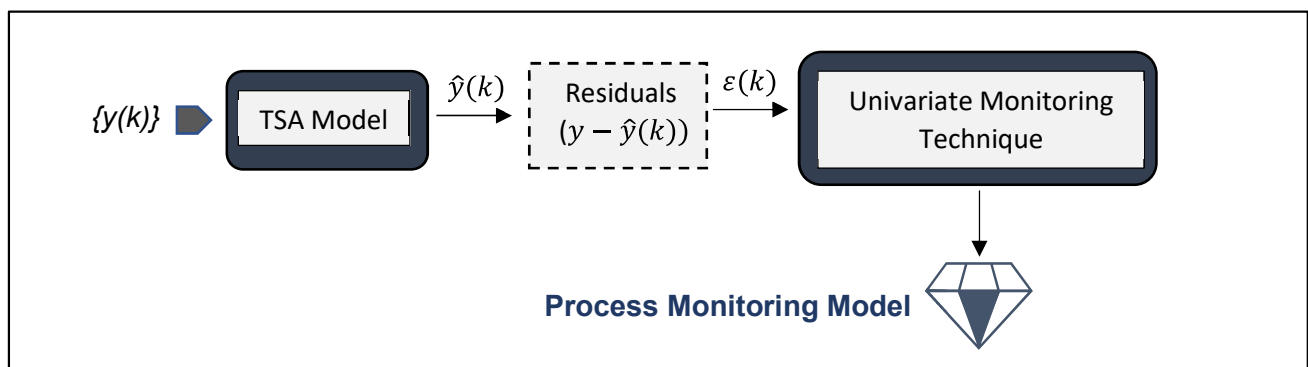 {y(k)}
TSA Model
ŷ(k)
Residuals
(y − ŷ(k))
ε(k)
Univariate Monitoring
Technique
Process Monitoring Model